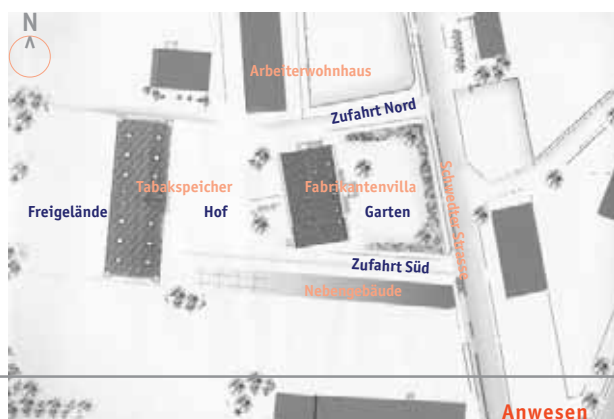 N
Arbeiterwohnhaus
Zufahrt Nord
Schwedter Strasse
Tabakspeicher
Fabrikantenvilla
Freigelände
Hof
Garten
Zufahrt Süd
Nebengebäude
Anwesen